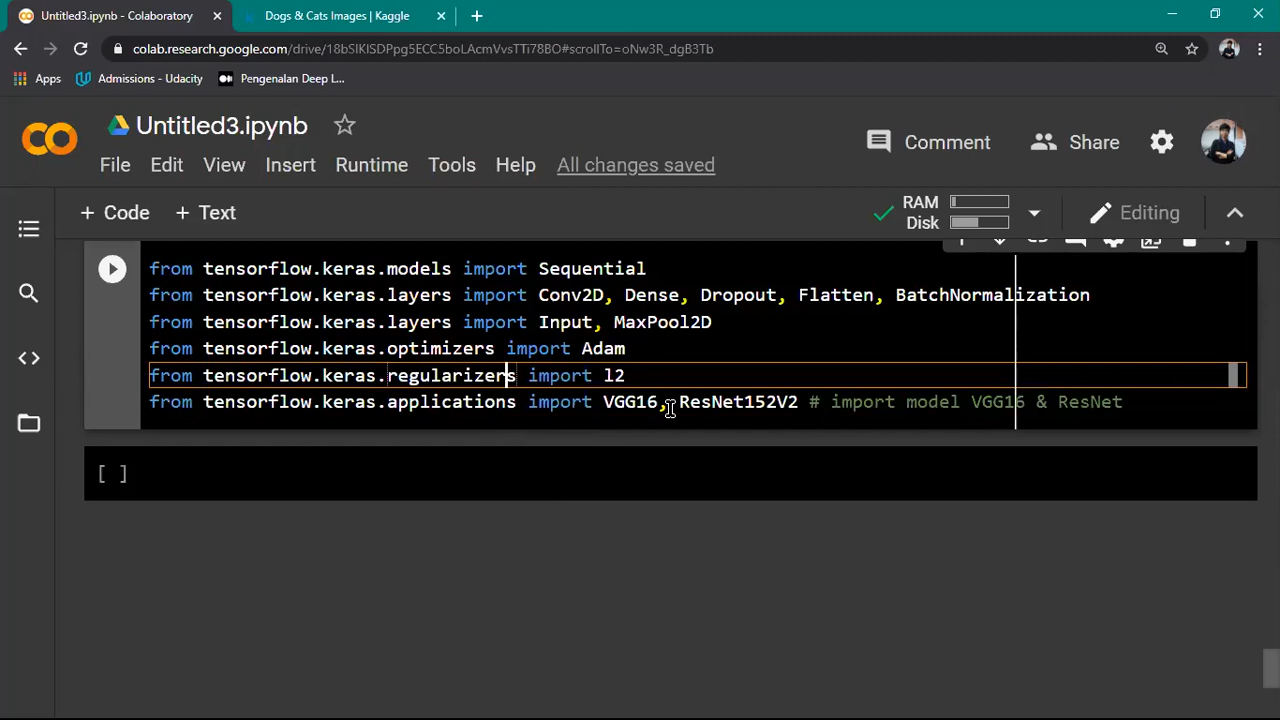 Untitled3.ipynb - Colaboratory
Dogs & Cats Images | Kaggle
colab.research.google.com/drive/18bSlKISDPpg5ECC5boLAcmVvsTTi78BO#scrollTo=oNw3R_dgB3Tb
Apps
Admissions - Udacity
Pengenalan Deep L...
Untitled3.ipynb
Comment
Share
File Edit View Insert Runtime Tools Help All changes saved
+ Code + Text
RAM
Disk
Editing
from tensorflow.keras.models import Sequential
from tensorflow.keras.layers import Conv2D, Dense, Dropout, Flatten, BatchNormalization
from tensorflow.keras.layers import Input, MaxPool2D
from tensorflow.keras.optimizers import Adam
from tensorflow.keras.regularizers import l2
from tensorflow.keras.applications import VGG16, ResNet152V2 # import model VGG16 & ResNet
[ ]